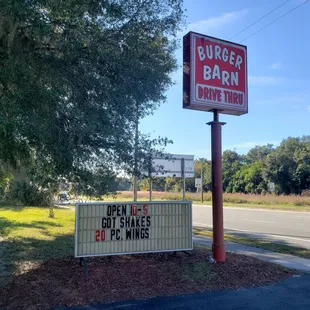 BURGER
BARN
DRIVE THRU
OPEN 10-5
GOT SHAKES
20 PC. WINGS